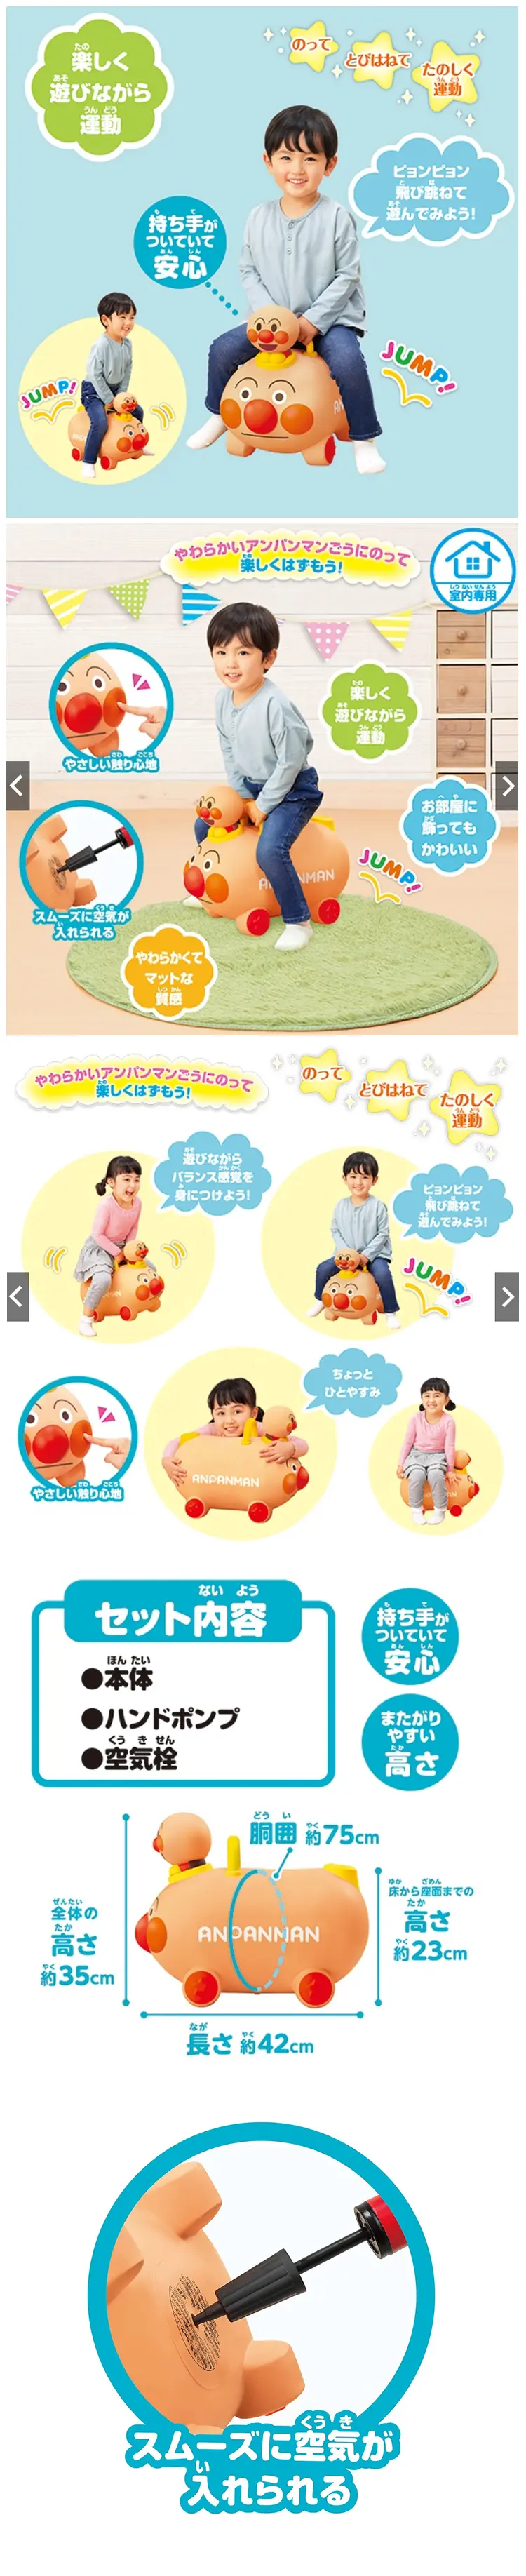 楽しく
遊びながら
運動
のって
とびはねて
たのしく
運動
ピョンピョン
飛び跳ねて
遊んでみよう!
持ち手が
ついていて
安心
JUMP!
JUMP!
やわらかいアンパンマンごうにのって
楽しくはずもう!
室内専用
楽しく
遊びながら
運動
やさしい触り心地
お部屋に
飾っても
かわいい
ANPANMAN
JUMP!
スムーズに空気が
入れられる
やわらかくて
マットな
質感
やわらかいアンパンマンごうにのって
楽しくはずもう!
のって
とびはねて
たのしく
運動
遊びながら
バランス感覚を
身につけよう!
ピョンピョン
飛び跳ねて
遊んでみよう!
JUMP!
ちょっと
ひとやすみ
やさしい触り心地
ANPANMAN
セット内容
●本体
●ハンドポンプ
●空気栓
持ち手が
ついていて
安心
またがり
やすい
高さ
胴囲 約75cm
全体の
高さ
約35cm
ANPANMAN
床から座面までの
高さ
約23cm
長さ 約42cm
スムーズに空気が
入れられる